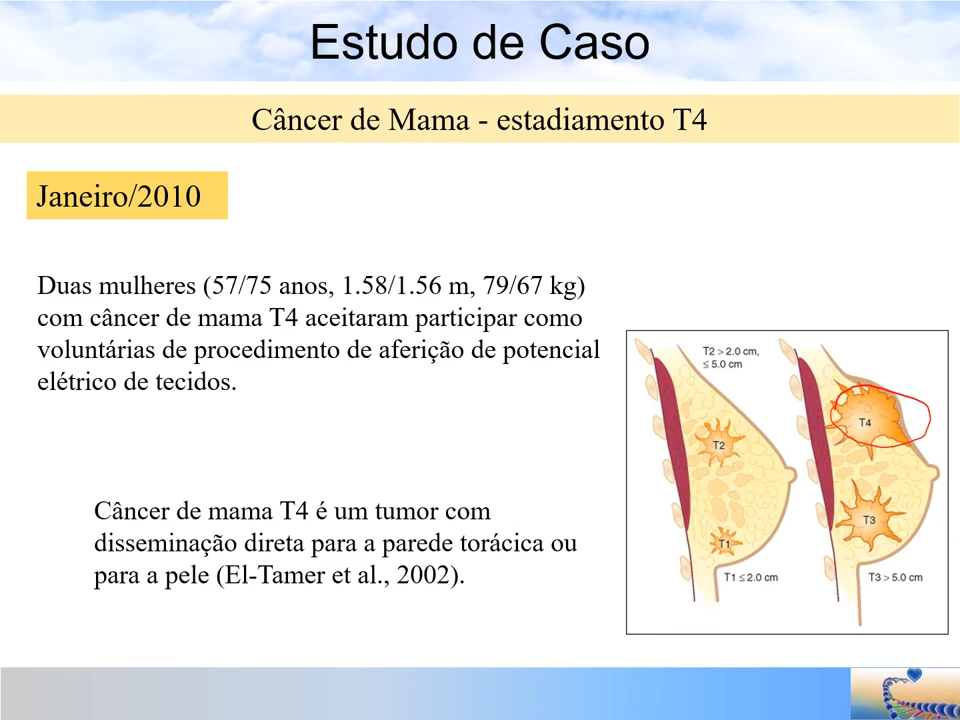 Estudo de Caso
Câncer de Mama - estadiamento T4
Janeiro/2010
Duas mulheres (57/75 anos, 1.58/1.56 m, 79/67 kg)
com câncer de mama T4 aceitaram participar como
voluntárias de procedimento de aferição de potencial
elétrico de tecidos.
Câncer de mama T4 é um tumor com
disseminação direta para a parede torácica ou
para a pele (El-Tamer et al., 2002).
T2 > 2.0 cm,
≤ 5.0 cm
T2
T1
T1 ≤ 2.0 cm
T4
T3
T3 > 5.0 cm